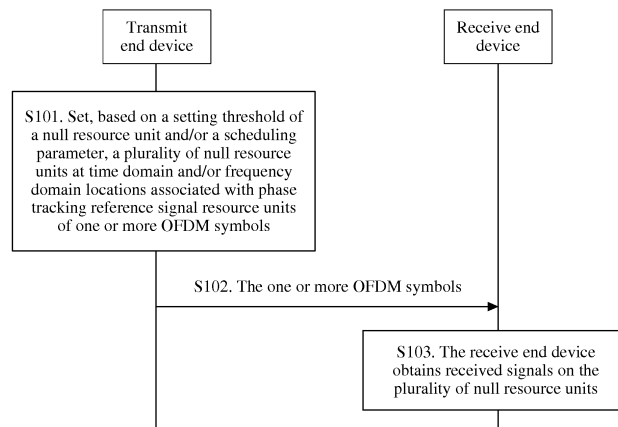 Transmit
end device
Receive end
device
S101. Set, based on a setting threshold of
a null resource unit and/or a scheduling
parameter, a plurality of null resource
units at time domain and/or frequency
domain locations associated with phase
tracking reference signal resource units
of one or more OFDM symbols
S102. The one or more OFDM symbols
S103. The receive end device
obtains received signals on the
plurality of null resource units